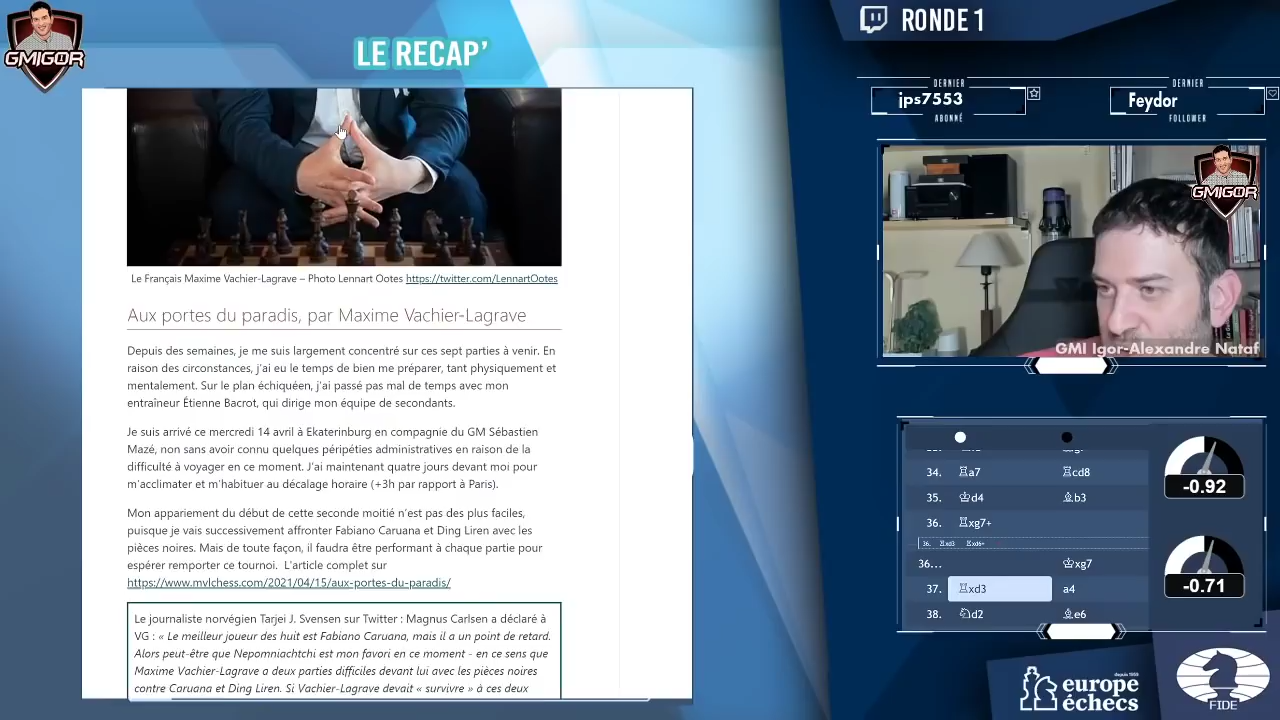 GMIGOR
LE RECAP'
RONDE 1
DERNIER
jps7553
ABONNÉ
DERNIER
Feydor
FOLLOWER
GMIGOR
GMI Igor-Alexandre Nataf
Le Français Maxime Vachier-Lagrave – Photo Lennart Ootes https://twitter.com/LennartOotes
Aux portes du paradis, par Maxime Vachier-Lagrave
Depuis des semaines, je me suis largement concentré sur ces sept parties à venir. En
raison des circonstances, j'ai eu le temps de bien me préparer, tant physiquement et
mentalement. Sur le plan échiquéen, j'ai passé pas mal de temps avec mon
entraîneur Étienne Bacrot, qui dirige mon équipe de secondants.
Je suis arrivé ce mercredi 14 avril à Ekaterinburg en compagnie du GM Sébastien
Mazé, non sans avoir connu quelques péripéties administratives en raison de la
difficulté à voyager en ce moment. J'ai maintenant quatre jours devant moi pour
m'acclimater et m'habituer au décalage horaire (+3h par rapport à Paris).
Mon appariement du début de cette seconde moitié n'est pas des plus faciles,
puisque je vais successivement affronter Fabiano Caruana et Ding Liren avec les
pièces noires. Mais de toute façon, il faudra être performant à chaque partie pour
espérer remporter ce tournoi. L'article complet sur
https://www.mvlchess.com/2021/04/15/aux-portes-du-paradis/
Le journaliste norvégien Tarjei J. Svensen sur Twitter : Magnus Carlsen a déclaré à
VG : « Le meilleur joueur des huit est Fabiano Caruana, mais il a un point de retard.
Alors peut-être que Nepomniachtchi est mon favori en ce moment - en ce sens que
Maxime Vachier-Lagrave a deux parties difficiles devant lui avec les pièces noires
contre Caruana et Ding Liren. Si Vachier-Lagrave devait « survivre » à ces deux
34. ♖a7 ♖cd8
35. ♔d4 ♗b3
36. ♖xg7+
36. ♖xd3 ♖xd6+
36... ♔xg7
37. ♖xd3 a4
38. ♘d2 ♗e6
-0.92
-0.71
depuis 1959
europe
échecs
FIDE